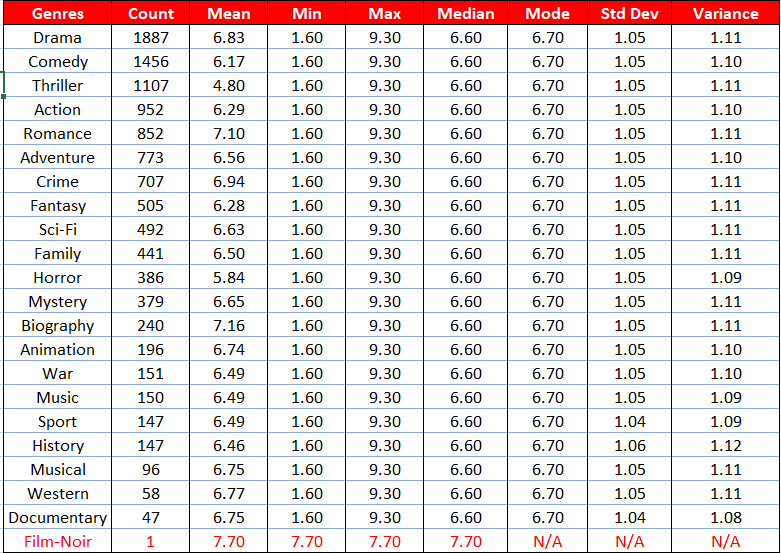 Genres Count Mean Min Max Median Mode Std Dev Variance
Drama 1887 6.83 1.60 9.30 6.60 6.70 1.05 1.11
Comedy 1456 6.17 1.60 9.30 6.60 6.70 1.05 1.10
Thriller 1107 4.80 1.60 9.30 6.60 6.70 1.05 1.11
Action 952 6.29 1.60 9.30 6.60 6.70 1.05 1.10
Romance 852 7.10 1.60 9.30 6.60 6.70 1.05 1.11
Adventure 773 6.56 1.60 9.30 6.60 6.70 1.05 1.10
Crime 707 6.94 1.60 9.30 6.60 6.70 1.05 1.11
Fantasy 505 6.28 1.60 9.30 6.60 6.70 1.05 1.11
Sci-Fi 492 6.63 1.60 9.30 6.60 6.70 1.05 1.11
Family 441 6.50 1.60 9.30 6.60 6.70 1.05 1.11
Horror 386 5.84 1.60 9.30 6.60 6.70 1.05 1.09
Mystery 379 6.65 1.60 9.30 6.60 6.70 1.05 1.11
Biography 240 7.16 1.60 9.30 6.60 6.70 1.05 1.11
Animation 196 6.74 1.60 9.30 6.60 6.70 1.05 1.10
War 151 6.49 1.60 9.30 6.60 6.70 1.05 1.10
Music 150 6.49 1.60 9.30 6.60 6.70 1.05 1.09
Sport 147 6.49 1.60 9.30 6.60 6.70 1.04 1.09
History 147 6.46 1.60 9.30 6.60 6.70 1.06 1.12
Musical 96 6.75 1.60 9.30 6.60 6.70 1.05 1.11
Western 58 6.77 1.60 9.30 6.60 6.70 1.05 1.11
Documentary 47 6.75 1.60 9.30 6.60 6.70 1.04 1.08
Film-Noir 1 7.70 7.70 7.70 7.70 N/A N/A N/A